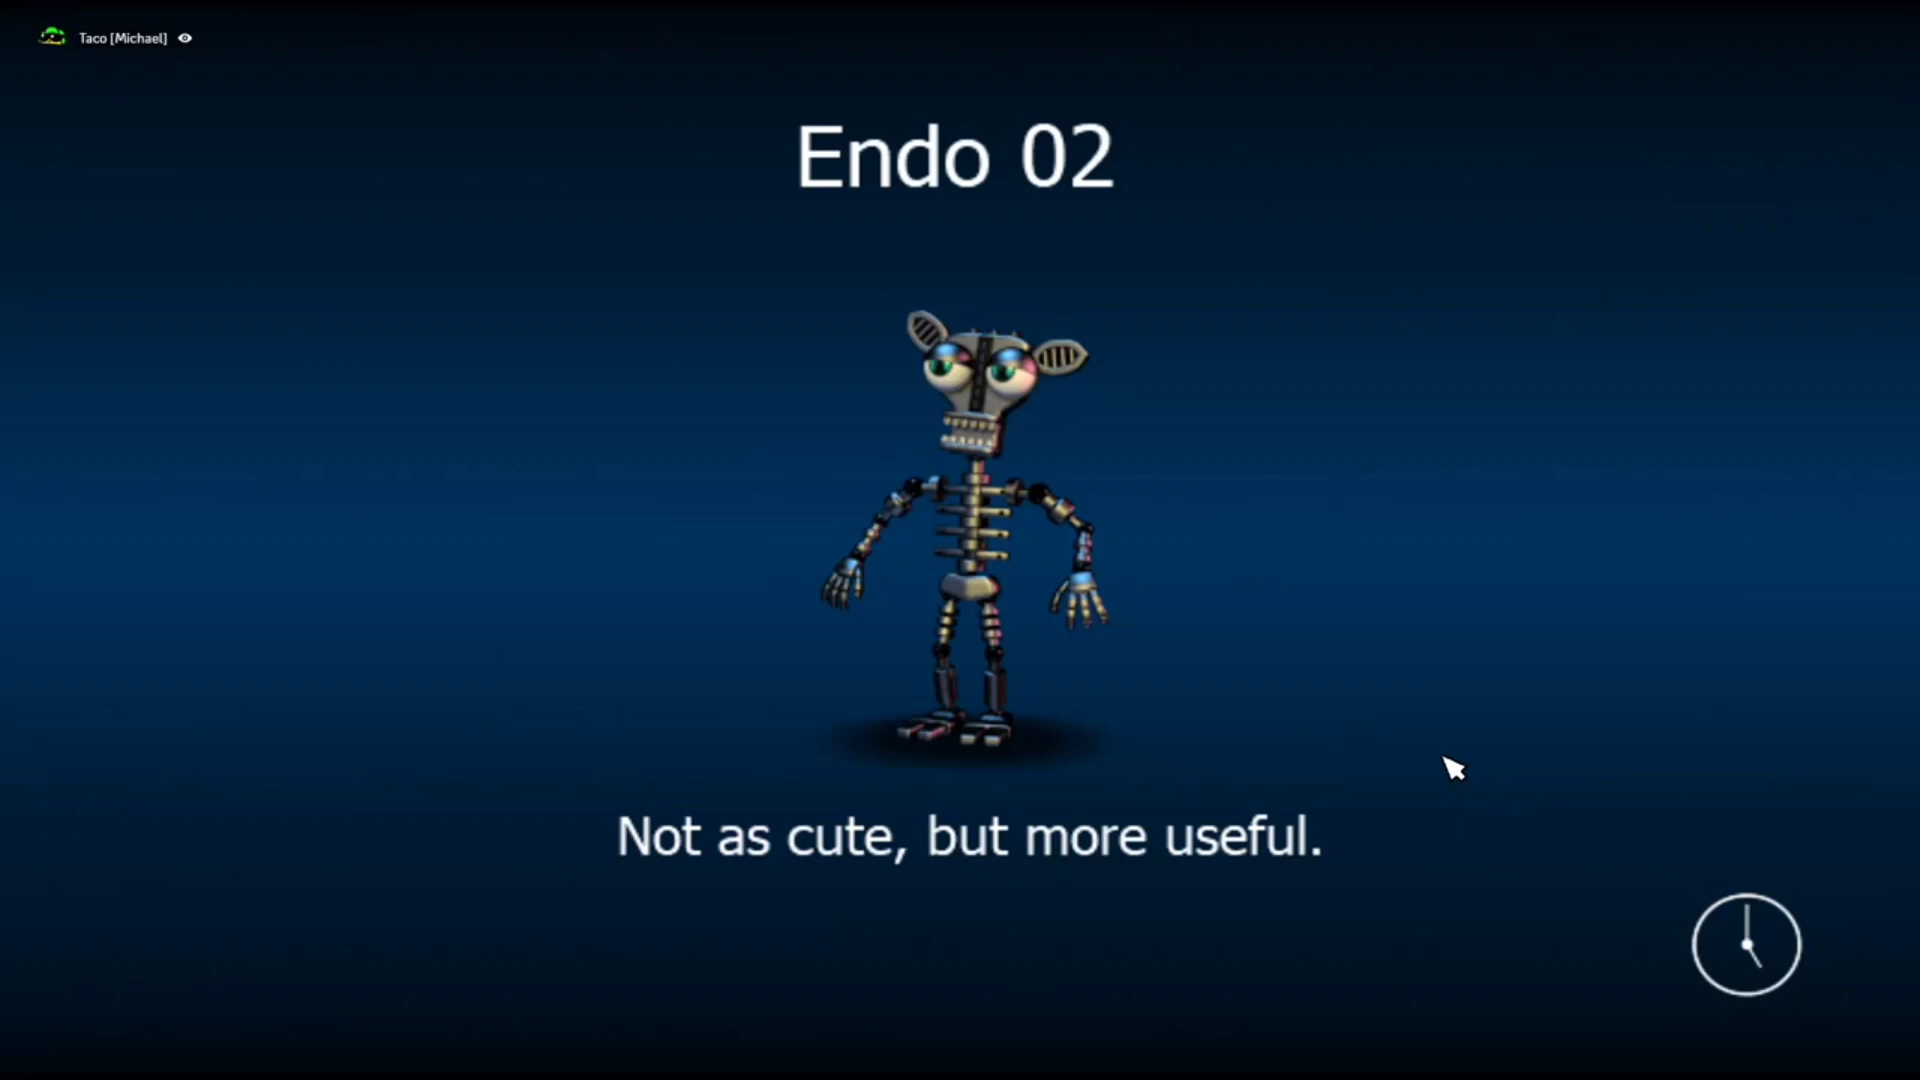 Taco [Michael]
Endo 02
Not as cute, but more useful.